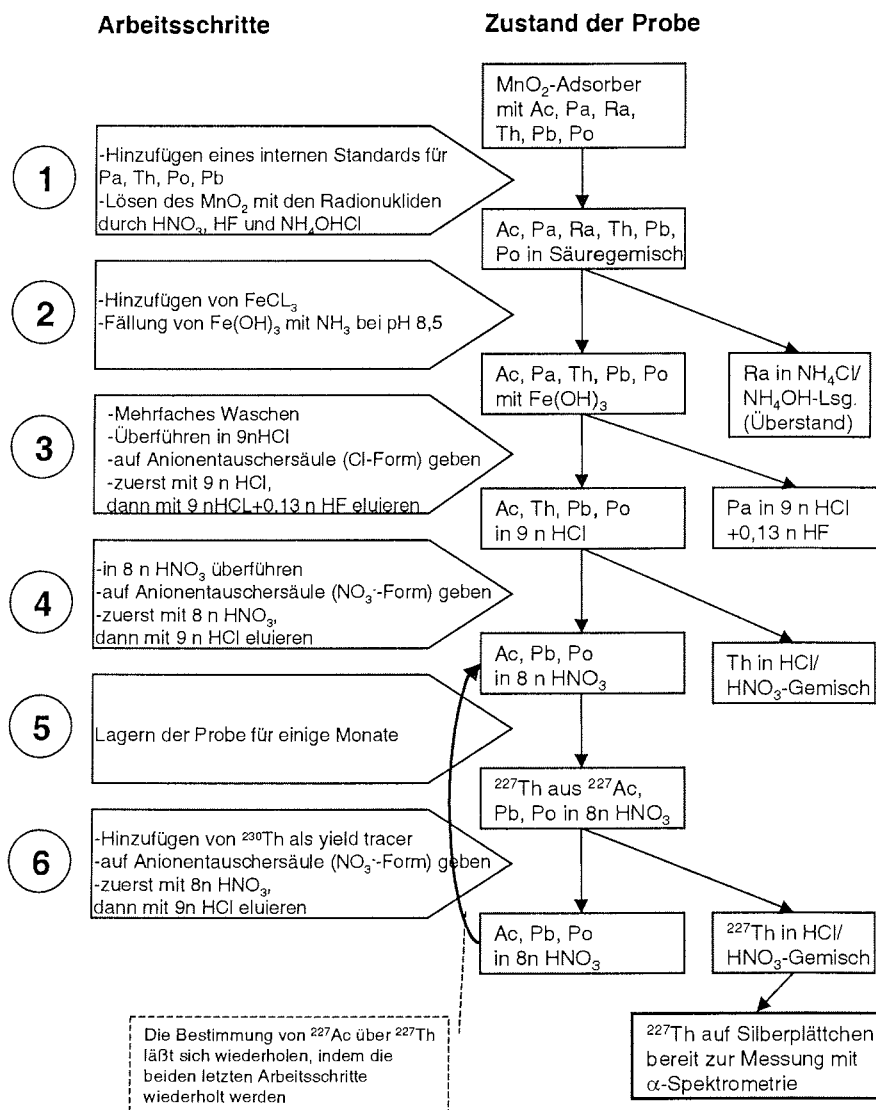 Arbeitsschritte
Zustand der Probe
MnO₂-Adsorber
mit Ac, Pa, Ra,
Th, Pb, Po
1
-Hinzufügen eines internen Standards für
Pa, Th, Po, Pb
-Lösen des MnO₂ mit den Radionukliden
durch HNO₃, HF und NH₄OHCl
Ac, Pa, Ra, Th, Pb,
Po in Säuregemisch
2
-Hinzufügen von FeCL₃
-Fällung von Fe(OH)₃ mit NH₃ bei pH 8,5
Ac, Pa, Th, Pb, Po
mit Fe(OH)₃
Ra in NH₄Cl/
NH₄OH-Lsg.
(Überstand)
3
-Mehrfaches Waschen
-Überführen in 9nHCl
-auf Anionentauschersäule (Cl-Form) geben
-zuerst mit 9 n HCl,
dann mit 9 nHCL+0,13 n HF eluieren
Ac, Th, Pb, Po
in 9 n HCl
Pa in 9 n HCl
+0,13 n HF
4
-in 8 n HNO₃ überführen
-auf Anionentauschersäule (NO₃⁻-Form) geben
-zuerst mit 8 n HNO₃,
dann mit 9 n HCl eluieren
Ac, Pb, Po
in 8 n HNO₃
Th in HCl/
HNO₃-Gemisch
5
Lagern der Probe für einige Monate
²²⁷Th aus ²²⁷Ac,
Pb, Po in 8n HNO₃
6
-Hinzufügen von ²³⁰Th als yield tracer
-auf Anionentauschersäule (NO₃⁻-Form) geben
-zuerst mit 8n HNO₃,
dann mit 9n HCl eluieren
Ac, Pb, Po
in 8n HNO₃
²²⁷Th in HCl/
HNO₃-Gemisch
Die Bestimmung von ²²⁷Ac über ²²⁷Th
läßt sich wiederholen, indem die
beiden letzten Arbeitsschritte
wiederholt werden
²²⁷Th auf Silberplättchen
bereit zur Messung mit
α-Spektrometrie